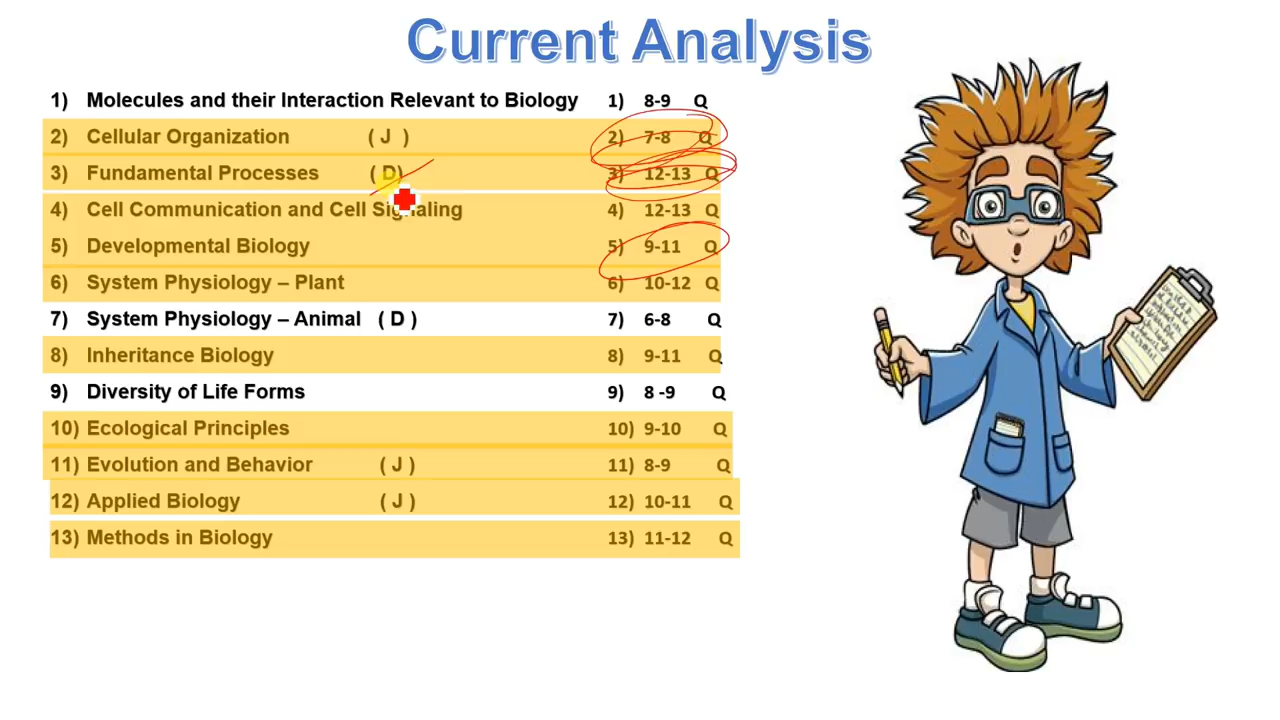 Current Analysis
1) Molecules and their Interaction Relevant to Biology 1) 8-9 Q
2) Cellular Organization ( J ) 2) 7-8 Q
3) Fundamental Processes ( D) 3) 12-13 Q
4) Cell Communication and Cell Signaling 4) 12-13 Q
5) Developmental Biology 5) 9-11 Q
6) System Physiology – Plant 6) 10-12 Q
7) System Physiology – Animal ( D ) 7) 6-8 Q
8) Inheritance Biology 8) 9-11 Q
9) Diversity of Life Forms 9) 8 -9 Q
10) Ecological Principles 10) 9-10 Q
11) Evolution and Behavior ( J ) 11) 8-9 Q
12) Applied Biology ( J ) 12) 10-11 Q
13) Methods in Biology 13) 11-12 Q